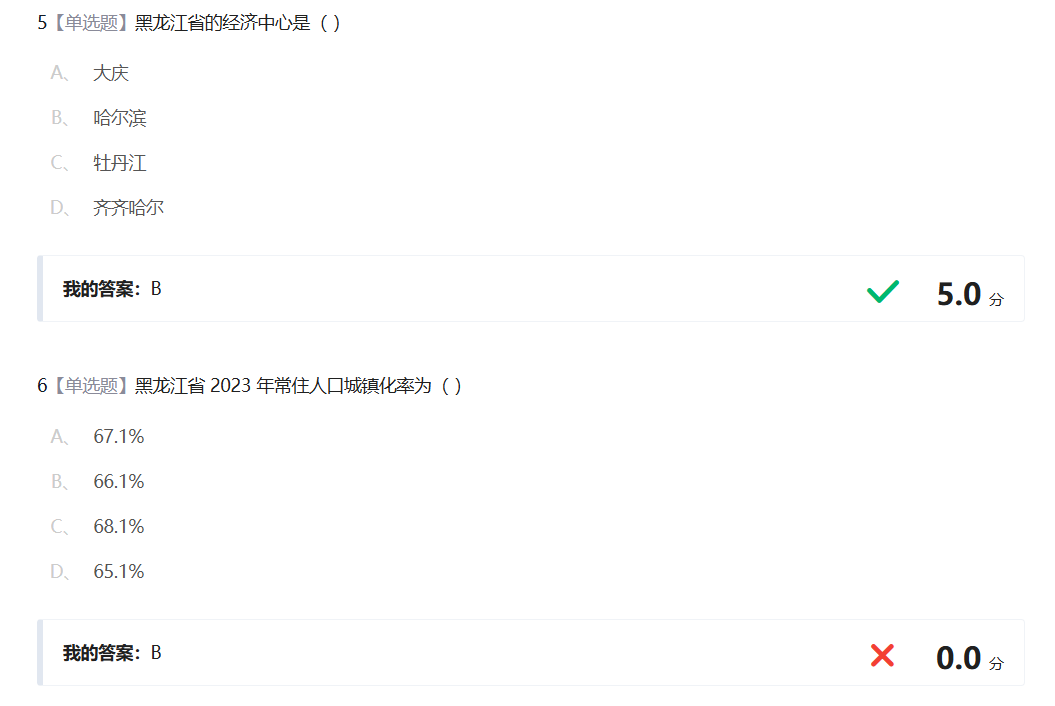 5【单选题】黑龙江省的经济中心是（ ）
A、 大庆
B、 哈尔滨
C、 牡丹江
D、 齐齐哈尔
我的答案：B 5.0 分
6【单选题】黑龙江省 2023 年常住人口城镇化率为（ ）
A、 67.1%
B、 66.1%
C、 68.1%
D、 65.1%
我的答案：B 0.0 分